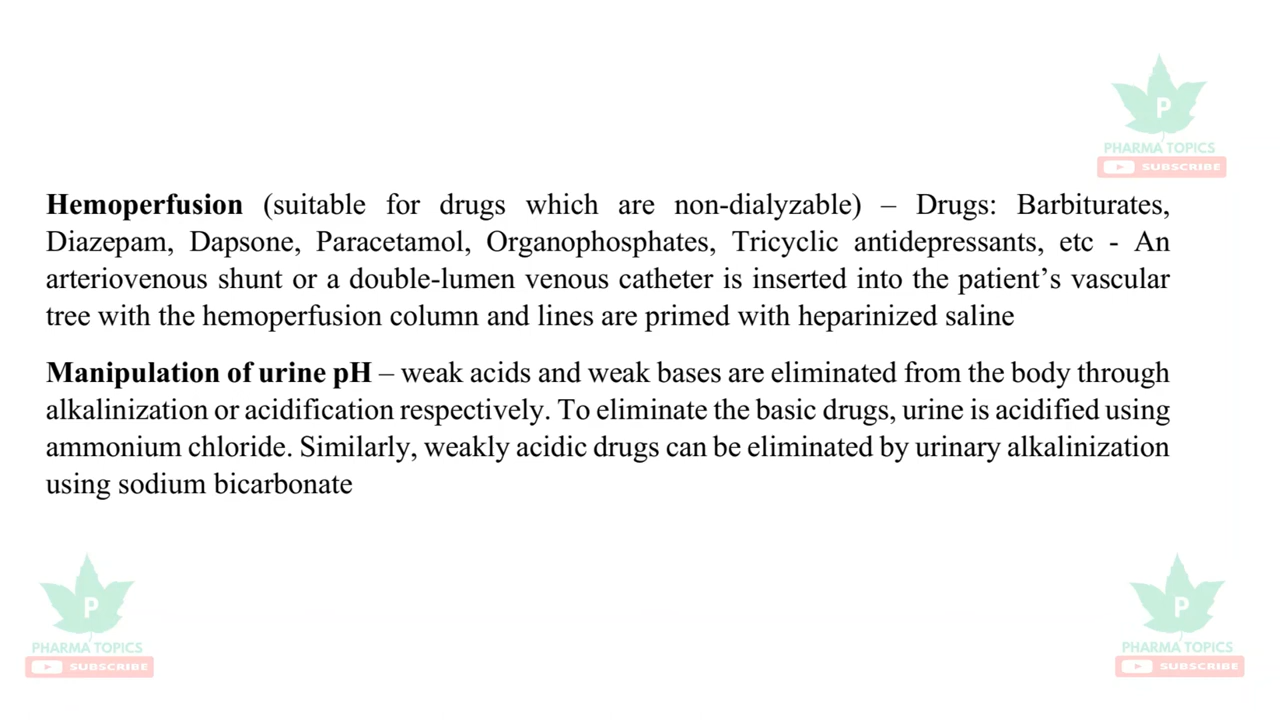 P
PHARMA TOPICS
SUBSCRIBE
Hemoperfusion (suitable for drugs which are non-dialyzable) – Drugs: Barbiturates,
Diazepam, Dapsone, Paracetamol, Organophosphates, Tricyclic antidepressants, etc - An
arteriovenous shunt or a double-lumen venous catheter is inserted into the patient’s vascular
tree with the hemoperfusion column and lines are primed with heparinized saline
Manipulation of urine pH – weak acids and weak bases are eliminated from the body through
alkalinization or acidification respectively. To eliminate the basic drugs, urine is acidified using
ammonium chloride. Similarly, weakly acidic drugs can be eliminated by urinary alkalinization
using sodium bicarbonate
P
PHARMA TOPICS
SUBSCRIBE
P
PHARMA TOPICS
SUBSCRIBE